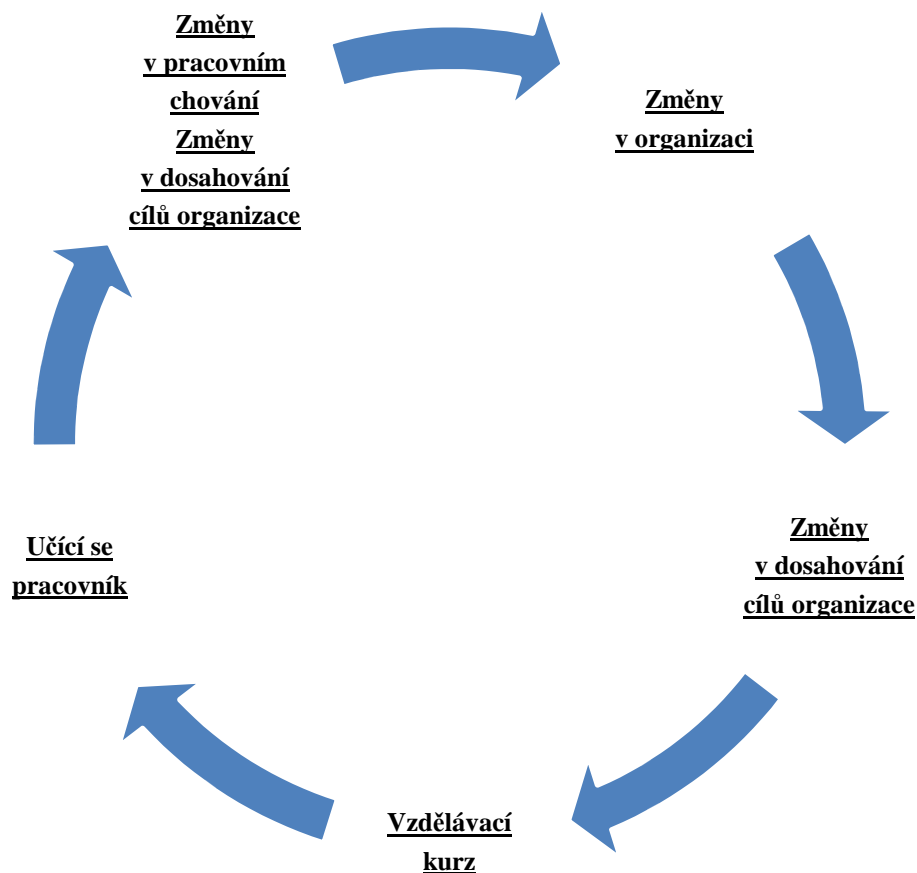 Změny
v pracovním
chování
Změny
v dosahování
cílů organizace
Změny
v organizaci
Změny
v dosahování
cílů organizace
Vzdělávací
kurz
Učící se
pracovník